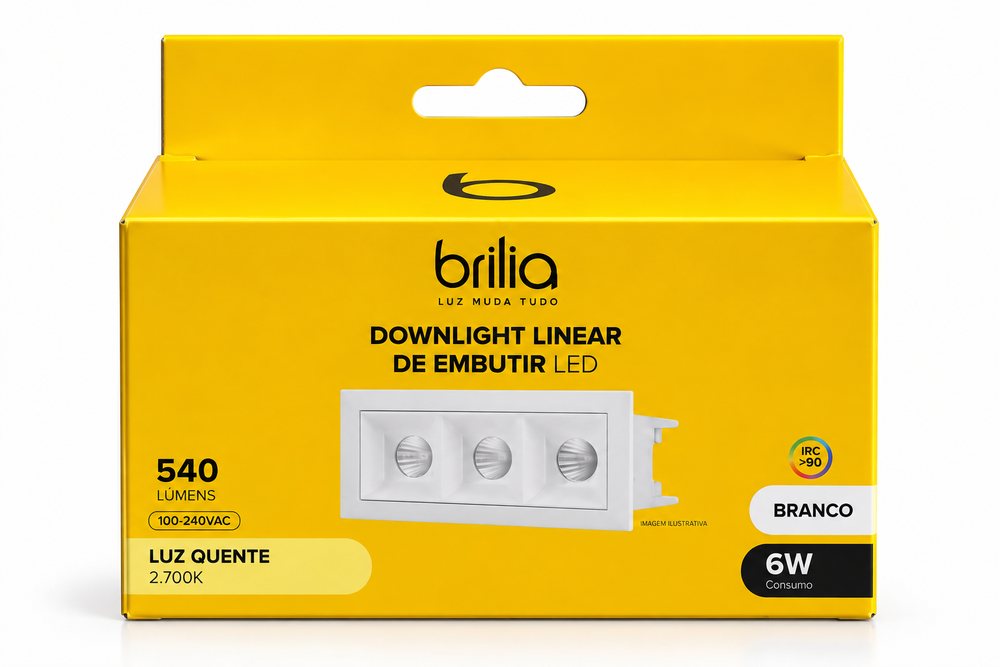 brilia
LUZ MUDA TUDO
DOWNLIGHT LINEAR
DE EMBUTIR LED
540
LÚMENS
100-240VAC
LUZ QUENTE
2.700K
IMAGEM ILUSTRATIVA
IRC
>90
BRANCO
6W
Consumo